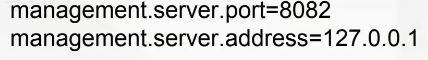 management.server.port=8082
management.server.address=127.0.0.1